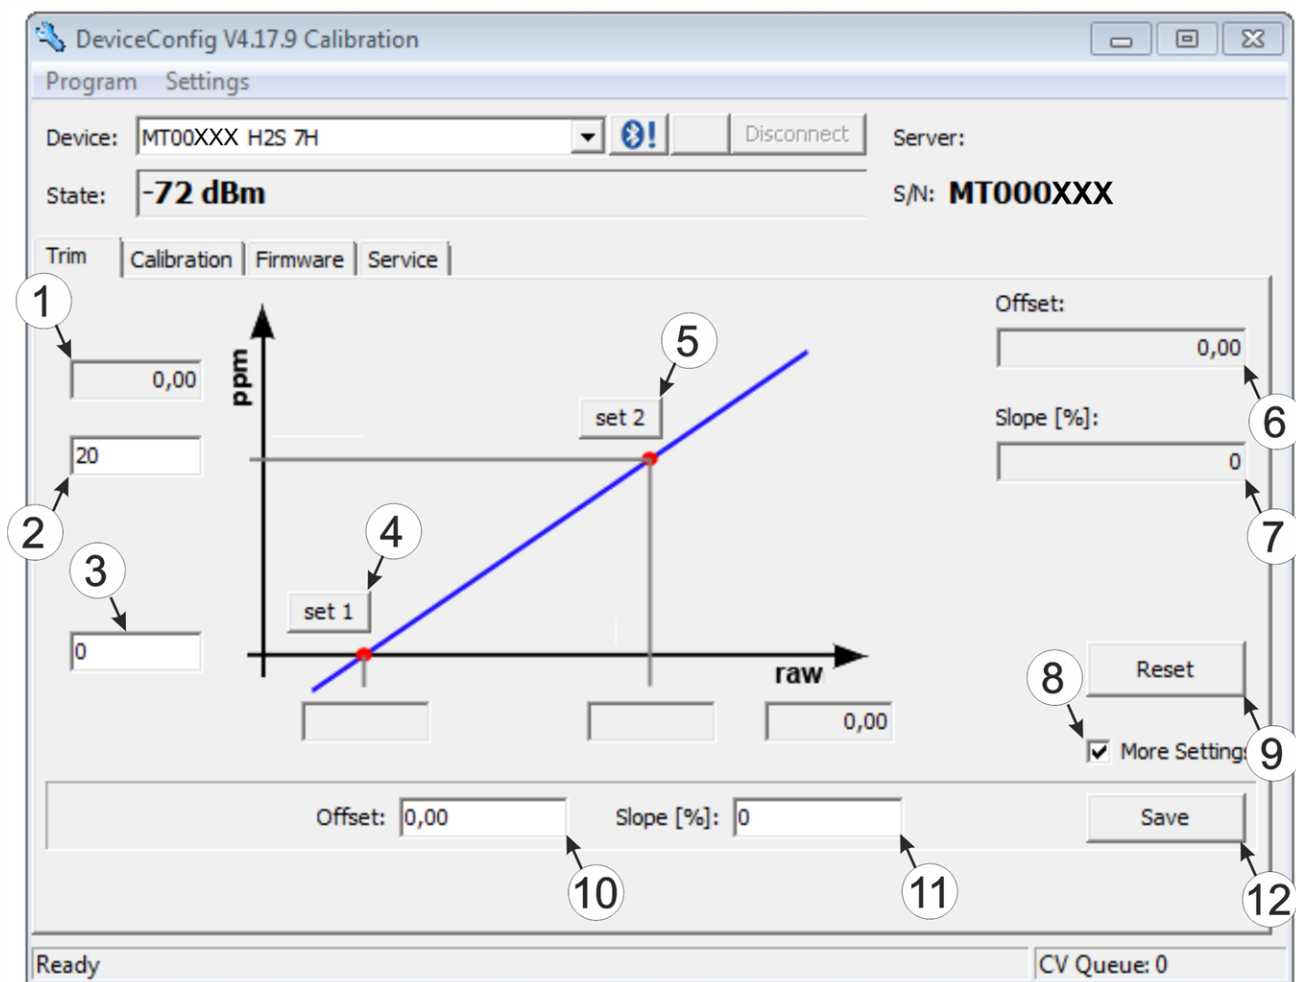 DeviceConfig V4.17.9 Calibration
Program Settings
Device: MT00XXX H2S 7H Disconnect Server:
State: -72 dBm S/N: MT000XXX
Trim Calibration Firmware Service
1
Offset:
5
0,00
ppm
0,00
set 2
Slope [%]:
6
20
0
2
4
7
3
set 1
0
raw
Reset
8
0,00
More Setting
9
Offset: 0,00 Slope [%]: 0 Save
10
11
12
Ready CV Queue: 0